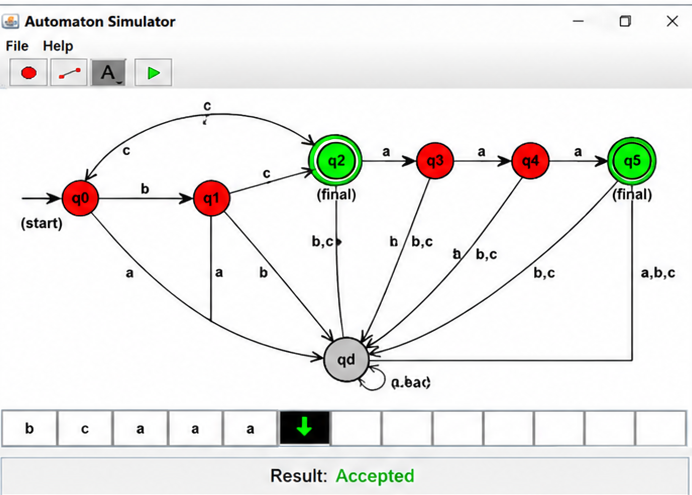 Automaton Simulator
File Help
A
c
c
q2 a q3 a q4 a q5
c
(final) (final)
q0 b q1
(start)
b,c b,c b,c
a a b b,c a,b,c
qd
b c a a a
Result: Accepted